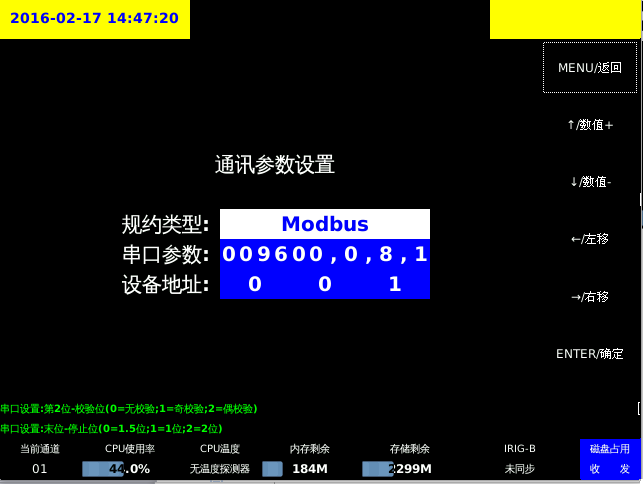 2016-02-17 14:47:20
MENU/返回
↑/数值+
↓/数值-
←/左移
→/右移
ENTER/确定
通讯参数设置
规约类型: Modbus
串口参数: 009600,0,8,1
设备地址: 0 0 1
串口设置:第2位-校验位(0=无校验;1=奇校验;2=偶校验)
串口设置:末位-停止位(0=1.5位;1=1位;2=2位)
当前通道 CPU使用率 CPU温度 内存剩余 存储剩余 IRIG-B 磁盘占用
01 44.0% 无温度探测器 184M 2299M 未同步 收 发